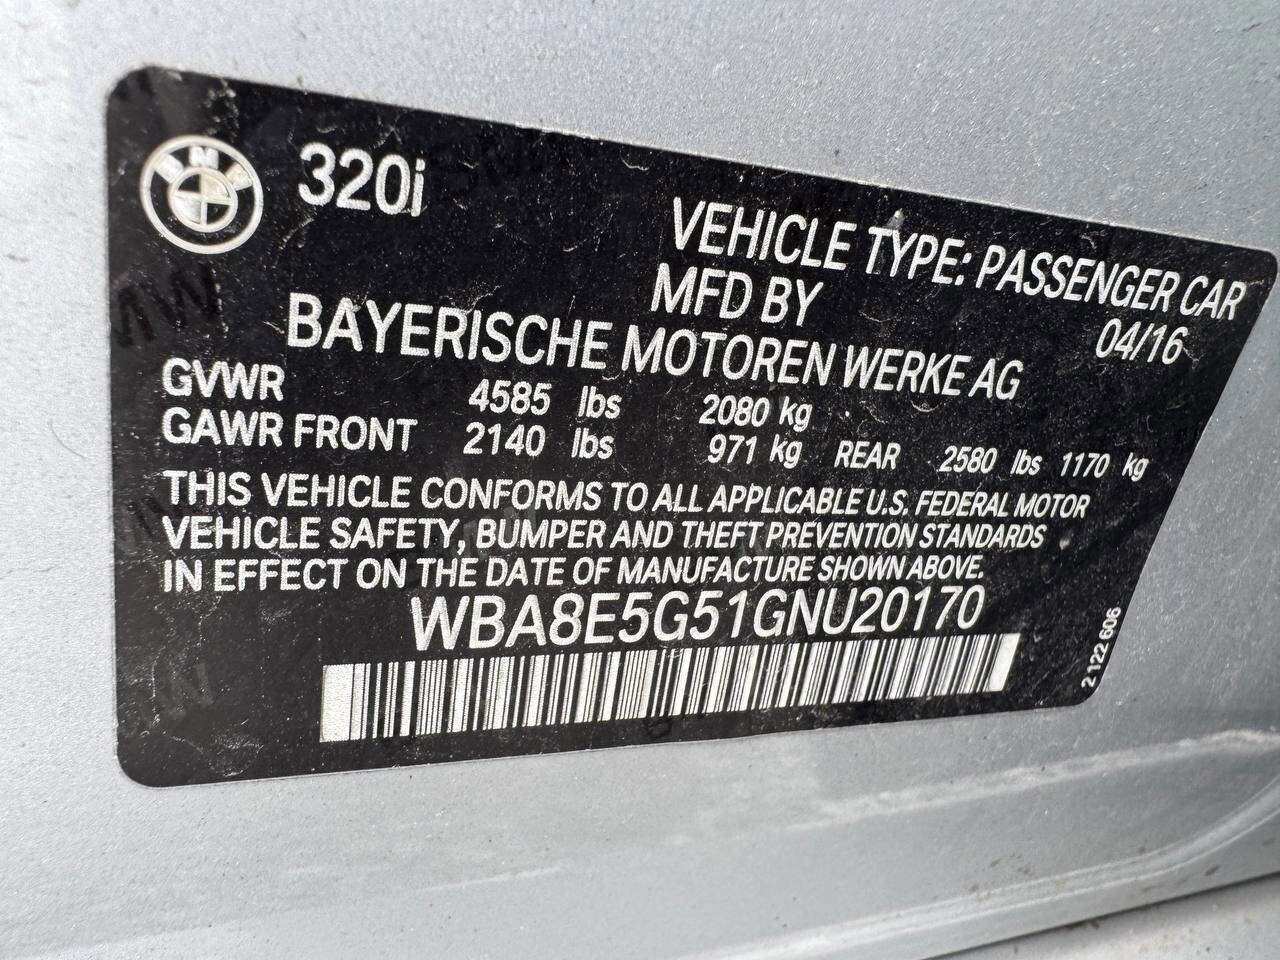 BMW 320i
VEHICLE TYPE: PASSENGER CAR
MFD BY 04/16
BAYERISCHE MOTOREN WERKE AG
GVWR 4585 lbs 2080 kg
GAWR FRONT 2140 lbs 971 kg REAR 2580 lbs 1170 kg
THIS VEHICLE CONFORMS TO ALL APPLICABLE U.S. FEDERAL MOTOR
VEHICLE SAFETY, BUMPER AND THEFT PREVENTION STANDARDS
IN EFFECT ON THE DATE OF MANUFACTURE SHOWN ABOVE.
WBA8E5G51GNU20170
2 122 606